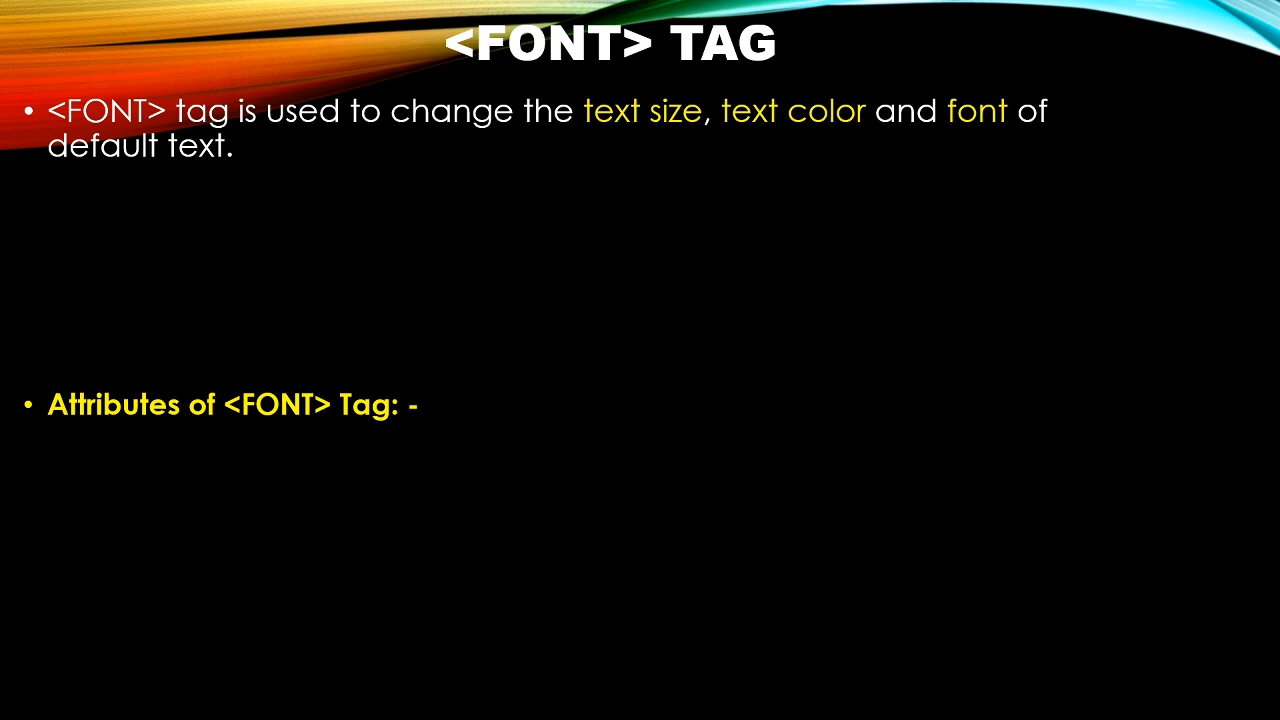 <FONT> TAG
• <FONT> tag is used to change the text size, text color and font of
default text.
• Attributes of <FONT> Tag: -